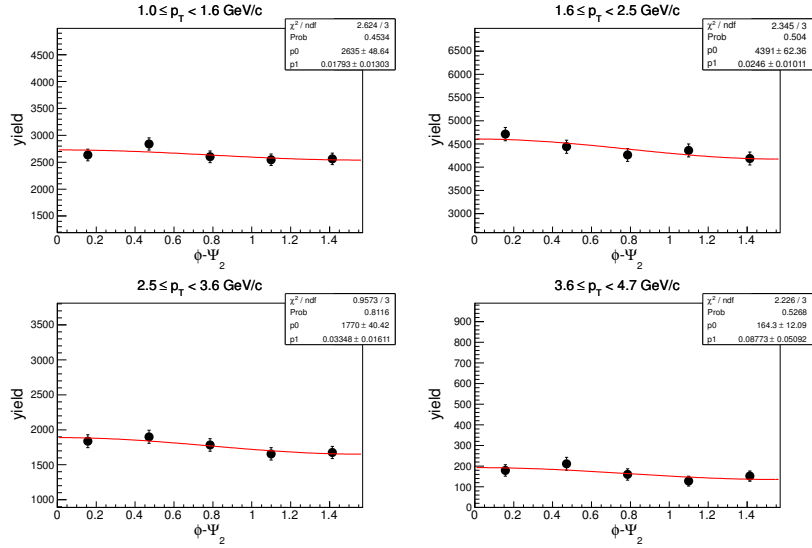 1.0 ≤ p_T < 1.6 GeV/c
χ² / ndf 2.624 / 3
Prob 0.4534
p0 2635 ± 48.64
p1 0.01793 ± 0.01303
yield
5000
4500
4000
3500
3000
2500
2000
1500
0 0.2 0.4 0.6 0.8 1 1.2 1.4
ϕ-Ψ_2
1.6 ≤ p_T < 2.5 GeV/c
χ² / ndf 2.345 / 3
Prob 0.504
p0 4391 ± 62.36
p1 0.0246 ± 0.01011
yield
6500
6000
5500
5000
4500
4000
3500
3000
0 0.2 0.4 0.6 0.8 1 1.2 1.4
ϕ-Ψ_2
2.5 ≤ p_T < 3.6 GeV/c
χ² / ndf 0.9573 / 3
Prob 0.8116
p0 1770 ± 40.42
p1 0.03348 ± 0.01611
yield
3500
3000
2500
2000
1500
1000
0 0.2 0.4 0.6 0.8 1 1.2 1.4
ϕ-Ψ_2
3.6 ≤ p_T < 4.7 GeV/c
χ² / ndf 2.226 / 3
Prob 0.5268
p0 164.3 ± 12.09
p1 0.08773 ± 0.05092
yield
900
800
700
600
500
400
300
200
100
0
0 0.2 0.4 0.6 0.8 1 1.2 1.4
ϕ-Ψ_2